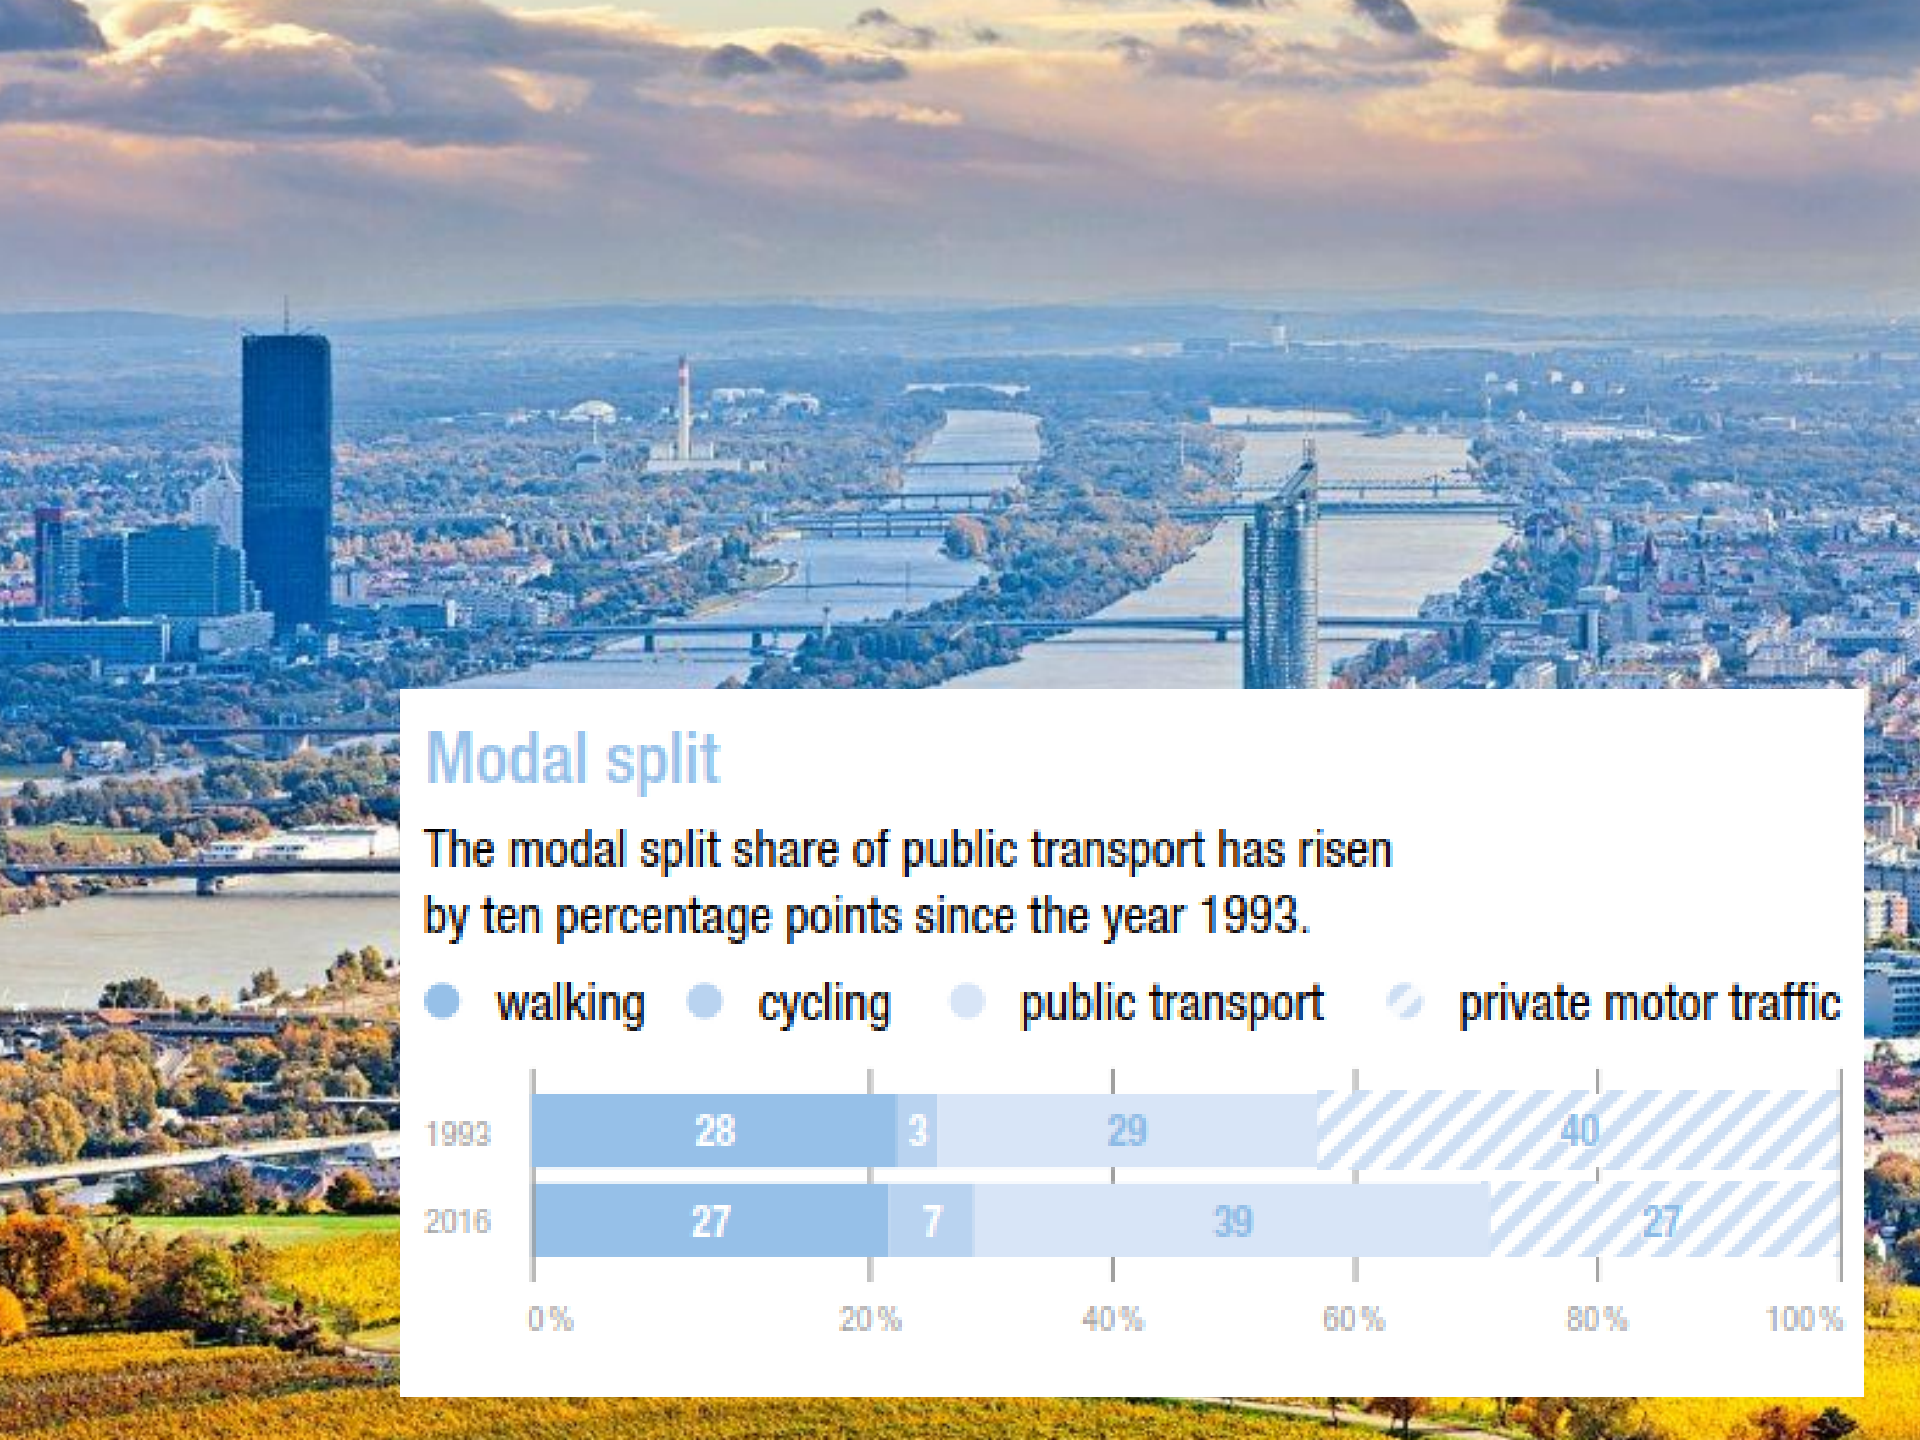 Modal split
The modal split share of public transport has risen
by ten percentage points since the year 1993.
walking cycling public transport private motor traffic
1993 28 3 29 40
2016 27 7 39 27
0% 20% 40% 60% 80% 100%